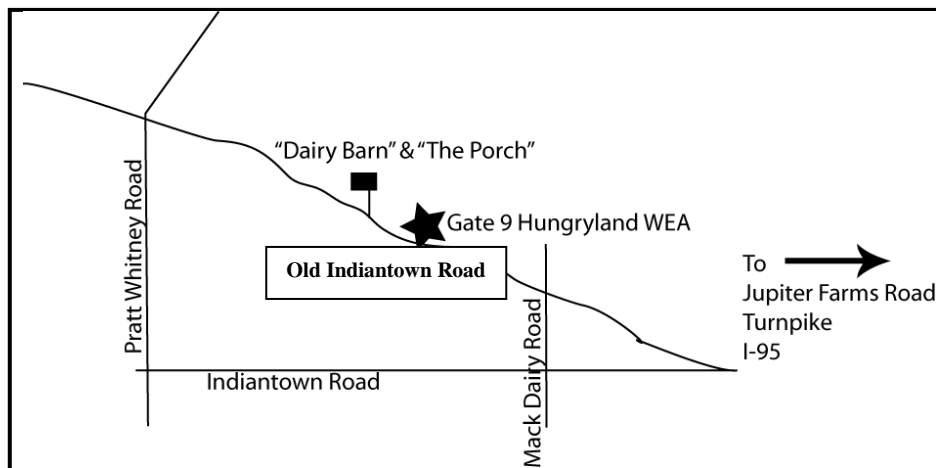 “Dairy Barn” & “The Porch”
Gate 9 Hungryland WEA
Pratt Whitney Road
Old Indiantown Road
To
Jupiter Farms Road
Turnpike
I-95
Mack Dairy Road
Indiantown Road